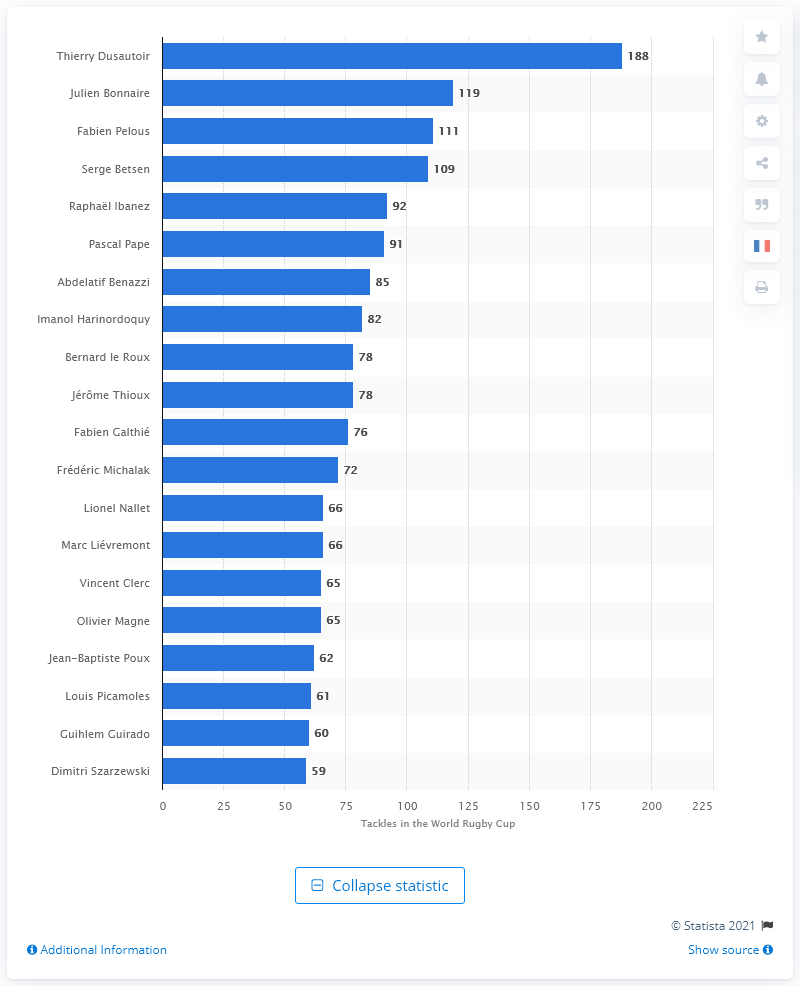 Thierry Dusautoir 188
Julien Bonnaire 119
Fabien Pelous 111
Serge Betsen 109
Raphaël Ibanez 92
Pascal Pape 91
Abdelatif Benazzi 85
Imanol Harinordoquy 82
Bernard le Roux 78
Jérôme Thioux 78
Fabien Galthié 76
Frédéric Michalak 72
Lionel Nallet 66
Marc Liévremont 66
Vincent Clerc 65
Olivier Magne 65
Jean-Baptiste Poux 62
Louis Picamoles 61
Guihlem Guirado 60
Dimitri Szarzewski 59
0 25 50 75 100 125 150 175 200 225
Tackles in the World Rugby Cup
Collapse statistic
© Statista 2021
Additional Information Show source